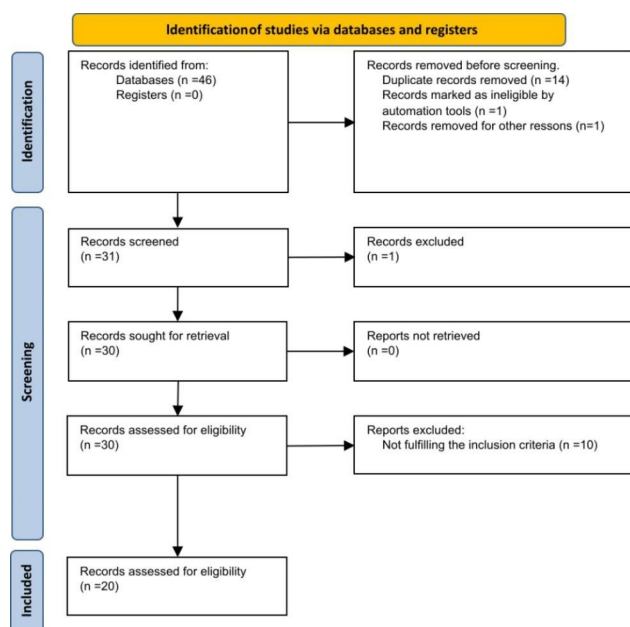 Identification of studies via databases and registers
Identification
Records identified from:
Databases (n =46)
Registers (n =0)
Records removed before screening.
Duplicate records removed (n =14)
Records marked as ineligible by
automation tools (n =1)
Records removed for other ressons (n=1)
Screening
Records screened
(n =31)
Records excluded
(n =1)
Records sought for retrieval
(n =30)
Reports not retrieved
(n =0)
Records assessed for eligibility
(n =30)
Reports excluded:
Not fulfilling the inclusion criteria (n =10)
Included
Records assessed for eligibility
(n =20)